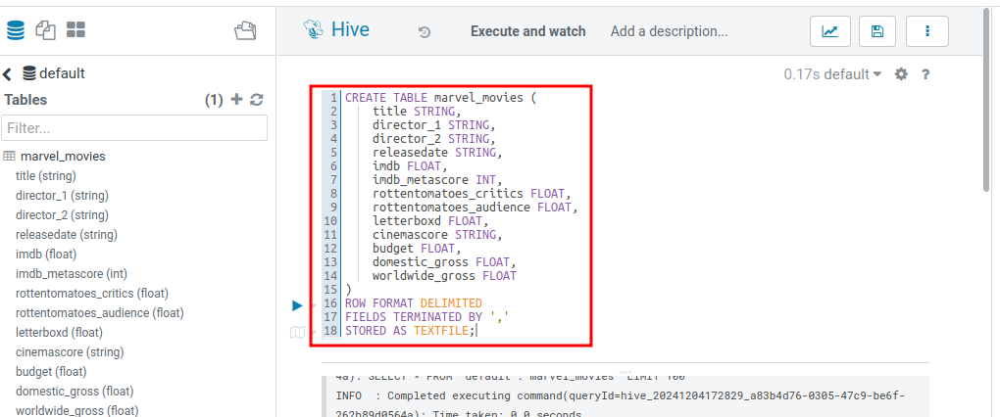 Hive
Execute and watch
Add a description...
default
0.17s default
?
Tables (1)
Filter...
marvel_movies
title (string)
director_1 (string)
director_2 (string)
releasedate (string)
imdb (float)
imdb_metascore (int)
rottentomatoes_critics (float)
rottentomatoes_audience (float)
letterboxd (float)
cinemascore (string)
budget (float)
domestic_gross (float)
worldwide_gross (float)
1 CREATE TABLE marvel_movies (
2 title STRING,
3 director_1 STRING,
4 director_2 STRING,
5 releasedate STRING,
6 imdb FLOAT,
7 imdb_metascore INT,
8 rottentomatoes_critics FLOAT,
9 rottentomatoes_audience FLOAT,
10 letterboxd FLOAT,
11 cinemascore STRING,
12 budget FLOAT,
13 domestic_gross FLOAT,
14 worldwide_gross FLOAT
15 )
16 ROW FORMAT DELIMITED
17 FIELDS TERMINATED BY ','
18 STORED AS TEXTFILE;
4a): SELECT * FROM `default`.`marvel_movies` LIMIT 100
INFO : Completed executing command(queryId=hive_20241204172829_a83b4d76-0305-47c9-be6f-
262b89d0564a); Time taken: 0.0 seconds